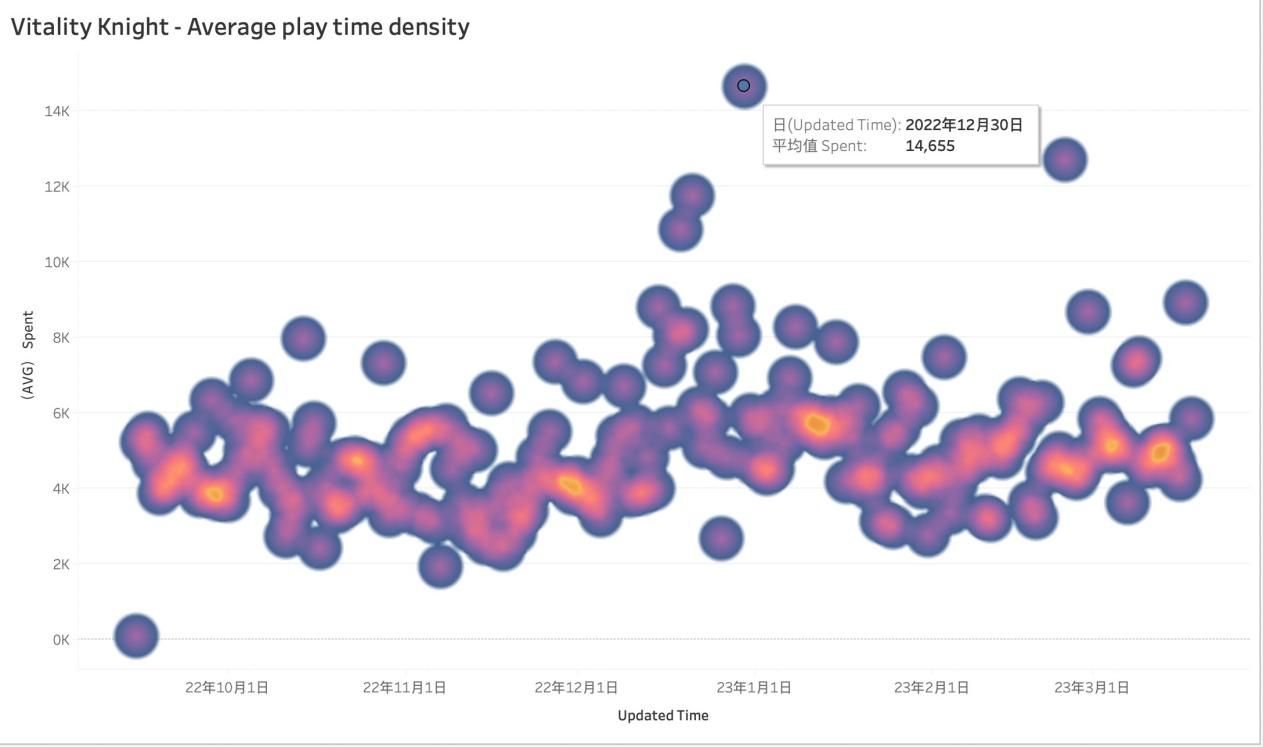 Vitality Knight - Average play time density
14K
12K
10K
8K
6K
4K
2K
0K
(AVG) Spent
日(Updated Time): 2022年12月30日
平均值 Spent: 14,655
22年10月1日
22年11月1日
22年12月1日
23年1月1日
23年2月1日
23年3月1日
Updated Time